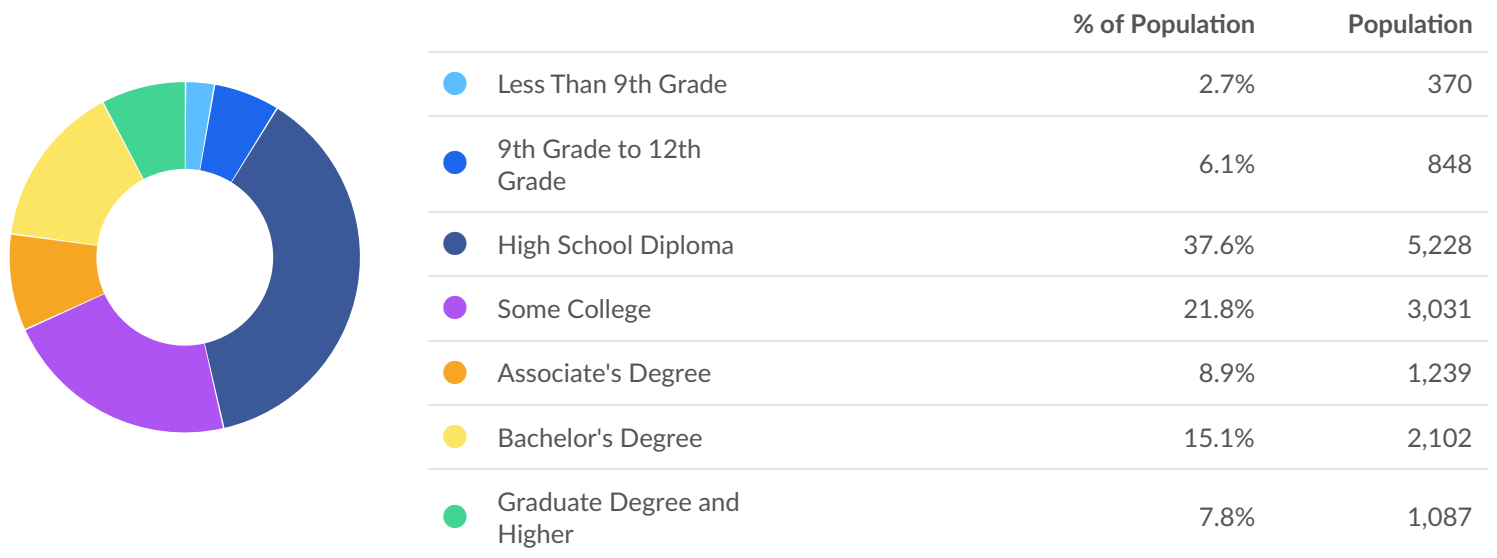 % of Population Population
Less Than 9th Grade 2.7% 370
9th Grade to 12th
Grade 6.1% 848
High School Diploma 37.6% 5,228
Some College 21.8% 3,031
Associate's Degree 8.9% 1,239
Bachelor's Degree 15.1% 2,102
Graduate Degree and
Higher 7.8% 1,087